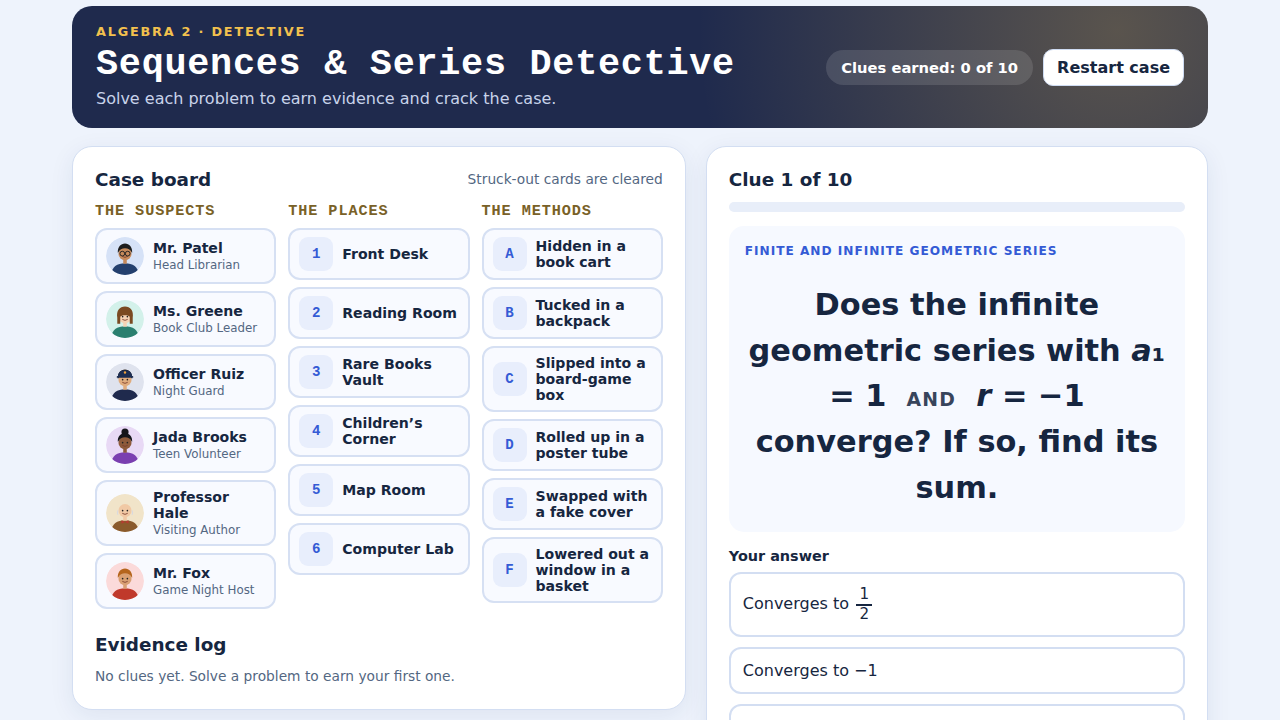 ALGEBRA 2 · DETECTIVE
Sequences & Series Detective
Solve each problem to earn evidence and crack the case.
Clues earned: 0 of 10
Restart case
Case board
Struck-out cards are cleared
THE SUSPECTS
Mr. Patel
Head Librarian
Ms. Greene
Book Club Leader
Officer Ruiz
Night Guard
Jada Brooks
Teen Volunteer
Professor
Hale
Visiting Author
Mr. Fox
Game Night Host
THE PLACES
1 Front Desk
2 Reading Room
3 Rare Books
Vault
4 Children’s
Corner
5 Map Room
6 Computer Lab
THE METHODS
A Hidden in a
book cart
B Tucked in a
backpack
C Slipped into a
board-game
box
D Rolled up in a
poster tube
E Swapped with
a fake cover
F Lowered out a
window in a
basket
Evidence log
No clues yet. Solve a problem to earn your first one.
Clue 1 of 10
FINITE AND INFINITE GEOMETRIC SERIES
Does the infinite
geometric series with a₁
= 1 AND r = −1
converge? If so, find its
sum.
Your answer
Converges to 1/2
Converges to −1